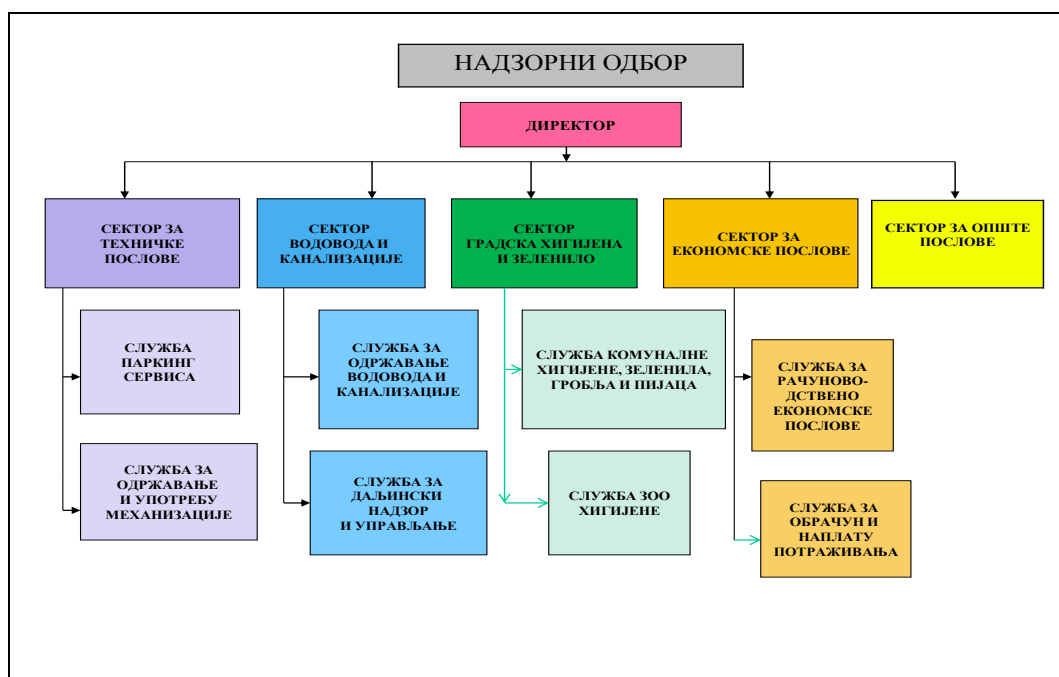 НАДЗОРНИ ОДБОР
ДИРЕКТОР
СЕКТОР ЗА
ТЕХНИЧКЕ
ПОСЛОВЕ
СЕКТОР
ВОДОВОДА И
КАНАЛИЗАЦИЈЕ
СЕКТОР
ГРАДСКА ХИГИЈЕНА
И ЗЕЛЕНИЛО
СЕКТОР ЗА
ЕКОНОМСКЕ ПОСЛОВЕ
СЕКТОР ЗА ОПШТЕ
ПОСЛОВЕ
СЛУЖБА
ПАРКИНГ
СЕРВИСА
СЛУЖБА ЗА
ОДРЖАВАЊЕ
ВОДОВОДА И
КАНАЛИЗАЦИЈЕ
СЛУЖБА КОМУНАЛНЕ
ХИГИЈЕНЕ, ЗЕЛЕНИЛА,
ГРОБЉА И ПИЈАЦА
СЛУЖБА ЗА
РАЧУНОВО-
ДСТВЕНО
ЕКОНОМСКЕ
ПОСЛОВЕ
СЛУЖБА ЗА
ОДРЖАВАЊЕ
И УПОТРЕБУ
МЕХАНИЗАЦИЈЕ
СЛУЖБА ЗА
ДАЉИНСКИ
НАДЗОР
И УПРАВЉАЊЕ
СЛУЖБА ЗОО
ХИГИЈЕНЕ
СЛУЖБА ЗА
ОБРАЧУН И
НАПЛАТУ
ПОТРАЖИВАЊА